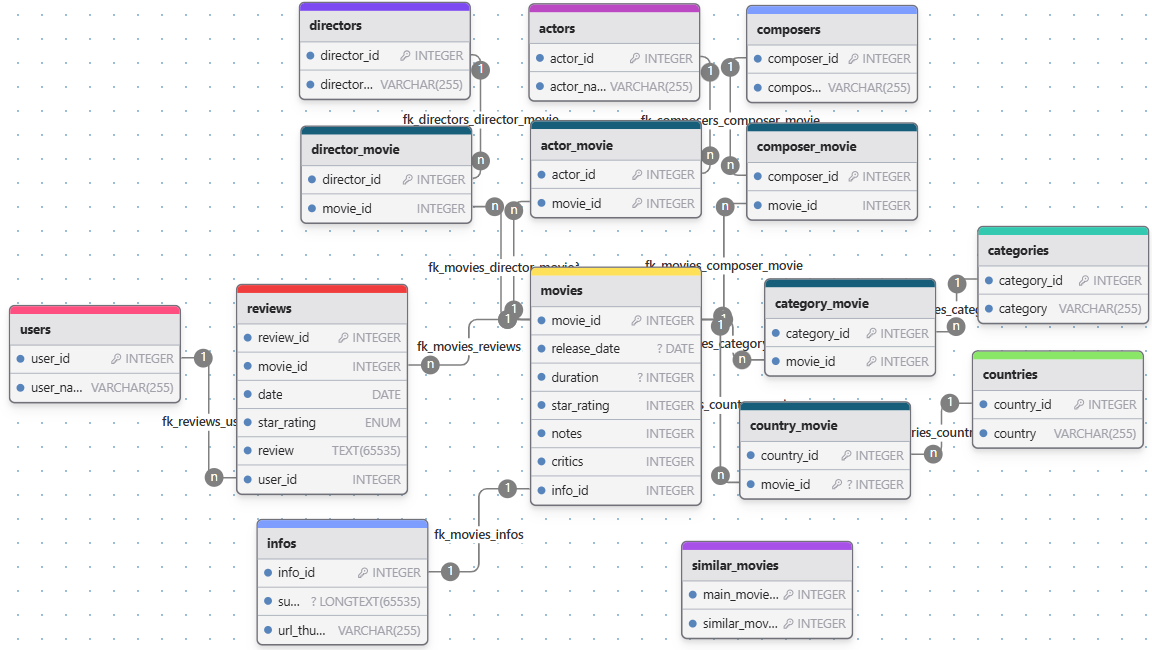 directors
director_id INTEGER
director... VARCHAR(255)
actors
actor_id INTEGER
actor_na... VARCHAR(255)
composers
composer_id INTEGER
compos... VARCHAR(255)
1
1
1
fk_directors_director_movie
fk_composers_composer_movie
director_movie
director_id INTEGER
movie_id INTEGER
actor_movie
actor_id INTEGER
movie_id INTEGER
composer_movie
composer_id INTEGER
movie_id INTEGER
n
n
n
n
n
n
fk_movies_director_movie
fk_movies_composer_movie
categories
category_id INTEGER
category VARCHAR(255)
1
n
category_movie
category_id INTEGER
movie_id INTEGER
n
countries
country_id INTEGER
country VARCHAR(255)
1
n
country_movie
country_id INTEGER
movie_id ? INTEGER
n
movies
movie_id INTEGER
release_date ? DATE
duration ? INTEGER
star_rating INTEGER
notes INTEGER
critics INTEGER
info_id INTEGER
1
1
1
1
1
fk_movies_reviews
n
reviews
review_id INTEGER
movie_id INTEGER
date DATE
star_rating ENUM
review TEXT(65535)
user_id INTEGER
users
user_id INTEGER
user_na... VARCHAR(255)
1
fk_reviews_us
n
fk_movies_infos
1
infos
info_id INTEGER
su... ? LONGTEXT(65535)
url_thu... VARCHAR(255)
similar_movies
main_movie... INTEGER
similar_mov... INTEGER